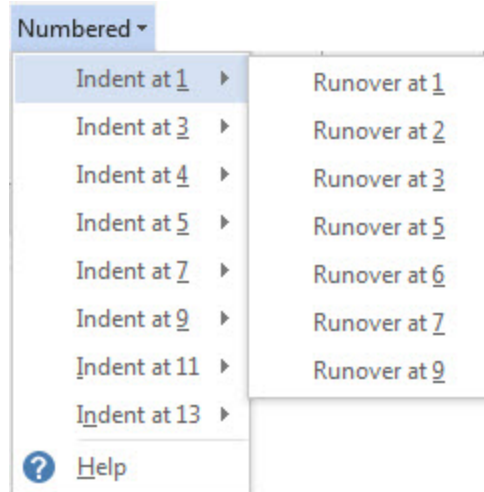 Numbered
Indent at 1
Indent at 3
Indent at 4
Indent at 5
Indent at 7
Indent at 9
Indent at 11
Indent at 13
Help
Runover at 1
Runover at 2
Runover at 3
Runover at 5
Runover at 6
Runover at 7
Runover at 9